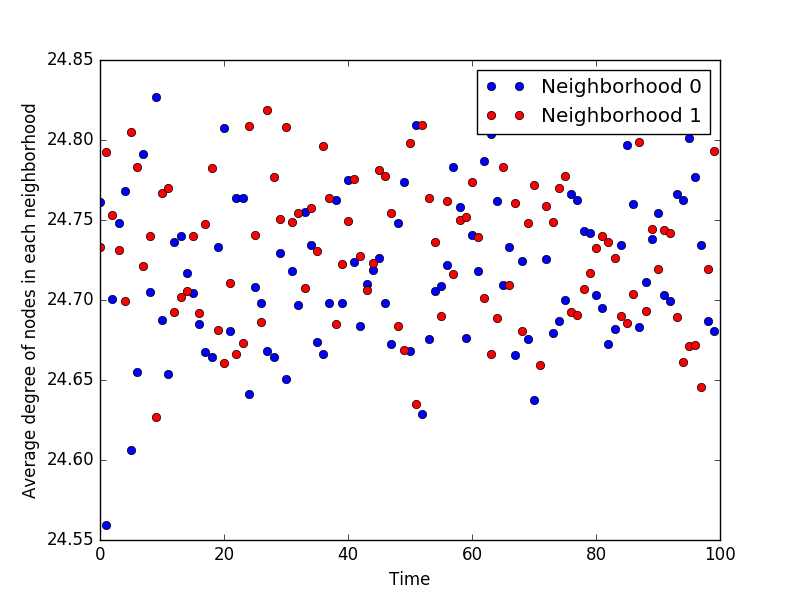 24.85
24.80
24.75
24.70
24.65
24.60
24.55
Average degree of nodes in each neighborhood
Neighborhood 0
Neighborhood 1
0 20 40 60 80 100
Time